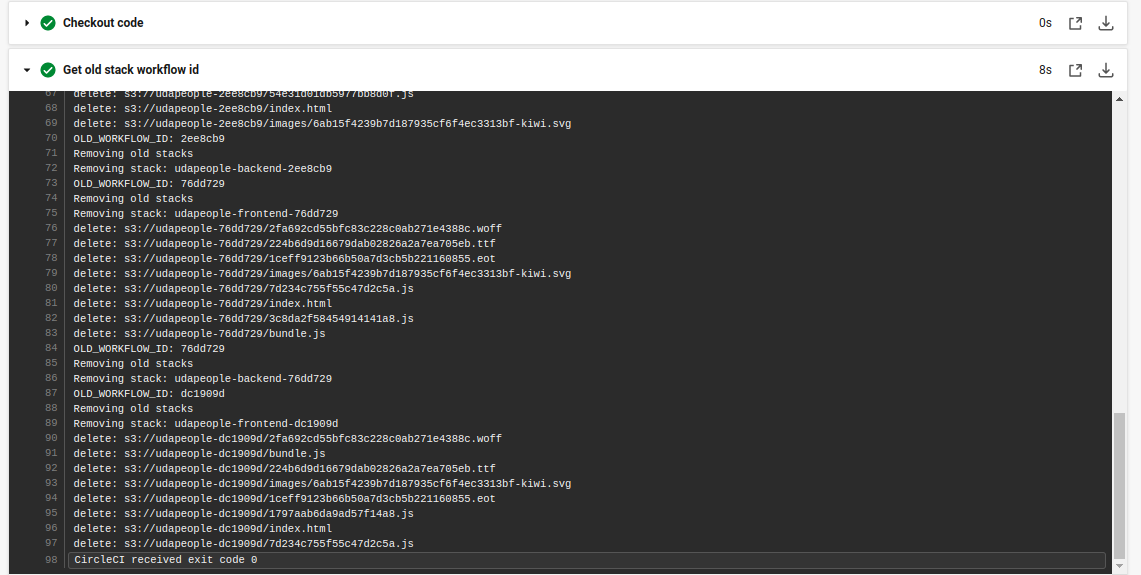 Checkout code 0s
Get old stack workflow id 8s
67 delete: s3://udapeople-2ee8cb9/54e31d01db5977bb8d0f.js
68 delete: s3://udapeople-2ee8cb9/index.html
69 delete: s3://udapeople-2ee8cb9/images/6ab15f4239b7d187935cf6f4ec3313bf-kiwi.svg
70 OLD_WORKFLOW_ID: 2ee8cb9
71 Removing old stacks
72 Removing stack: udapeople-backend-2ee8cb9
73 OLD_WORKFLOW_ID: 76dd729
74 Removing old stacks
75 Removing stack: udapeople-frontend-76dd729
76 delete: s3://udapeople-76dd729/2fa692cd55bfc83c228c0ab271e4388c.woff
77 delete: s3://udapeople-76dd729/224b6d9d16679dab02826a2a7ea705eb.ttf
78 delete: s3://udapeople-76dd729/1ceff9123b66b50a7d3cb5b221160855.eot
79 delete: s3://udapeople-76dd729/images/6ab15f4239b7d187935cf6f4ec3313bf-kiwi.svg
80 delete: s3://udapeople-76dd729/7d234c755f55c47d2c5a.js
81 delete: s3://udapeople-76dd729/index.html
82 delete: s3://udapeople-76dd729/3c8da2f58454914141a8.js
83 delete: s3://udapeople-76dd729/bundle.js
84 OLD_WORKFLOW_ID: 76dd729
85 Removing old stacks
86 Removing stack: udapeople-backend-76dd729
87 OLD_WORKFLOW_ID: dc1909d
88 Removing old stacks
89 Removing stack: udapeople-frontend-dc1909d
90 delete: s3://udapeople-dc1909d/2fa692cd55bfc83c228c0ab271e4388c.woff
91 delete: s3://udapeople-dc1909d/bundle.js
92 delete: s3://udapeople-dc1909d/224b6d9d16679dab02826a2a7ea705eb.ttf
93 delete: s3://udapeople-dc1909d/images/6ab15f4239b7d187935cf6f4ec3313bf-kiwi.svg
94 delete: s3://udapeople-dc1909d/1ceff9123b66b50a7d3cb5b221160855.eot
95 delete: s3://udapeople-dc1909d/1797aab6da9ad57f14a8.js
96 delete: s3://udapeople-dc1909d/index.html
97 delete: s3://udapeople-dc1909d/7d234c755f55c47d2c5a.js
98 CircleCI received exit code 0